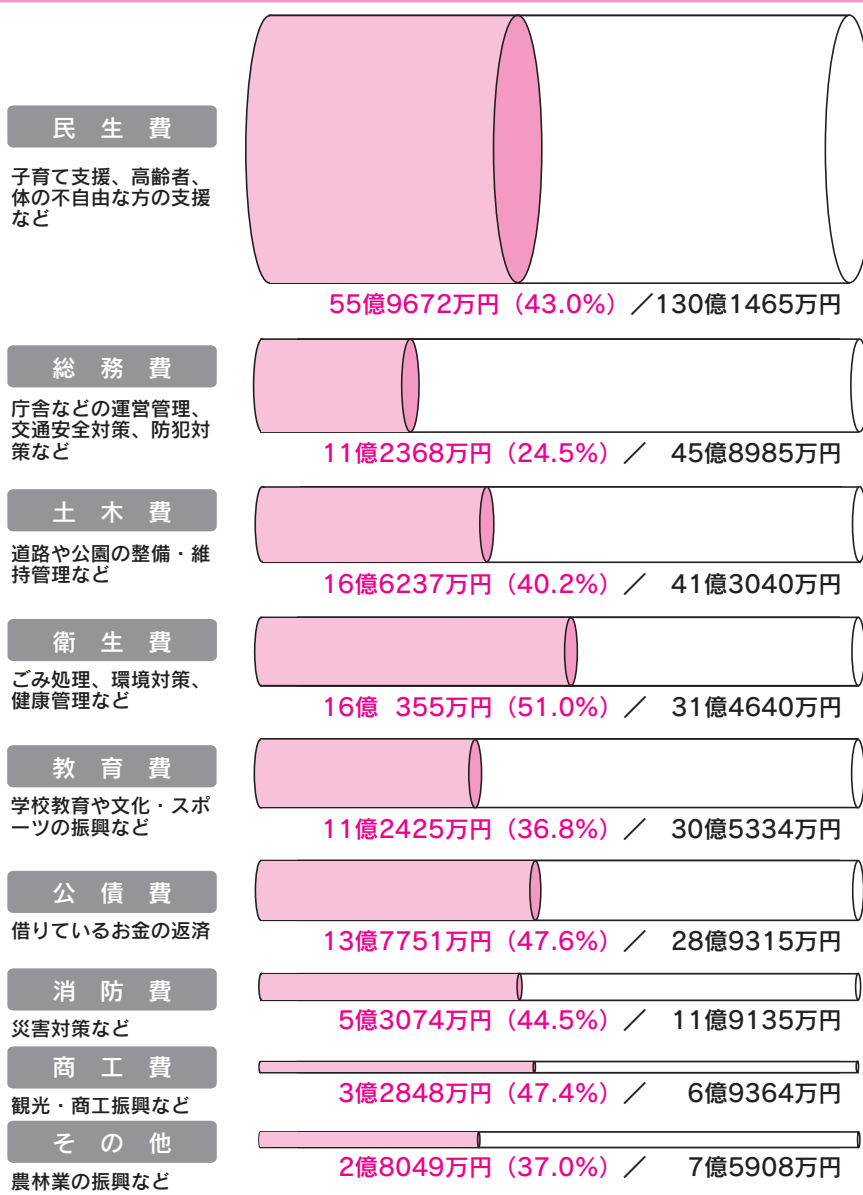 民生費
子育て支援、高齢者、
体の不自由な方の支援
など
55億9672万円（43.0%）／130億1465万円
総務費
庁舎などの運営管理、
交通安全対策、防犯対
策など
11億2368万円（24.5%）／ 45億8985万円
土木費
道路や公園の整備・維
持管理など
16億6237万円（40.2%）／ 41億3040万円
衛生費
ごみ処理、環境対策、
健康管理など
16億 355万円（51.0%）／ 31億4640万円
教育費
学校教育や文化・スポ
ーツの振興など
11億2425万円（36.8%）／ 30億5334万円
公債費
借りているお金の返済
13億7751万円（47.6%）／ 28億9315万円
消防費
災害対策など
5億3074万円（44.5%）／ 11億9135万円
商工費
観光・商工振興など
3億2848万円（47.4%）／ 6億9364万円
その他
農林業の振興など
2億8049万円（37.0%）／ 7億5908万円